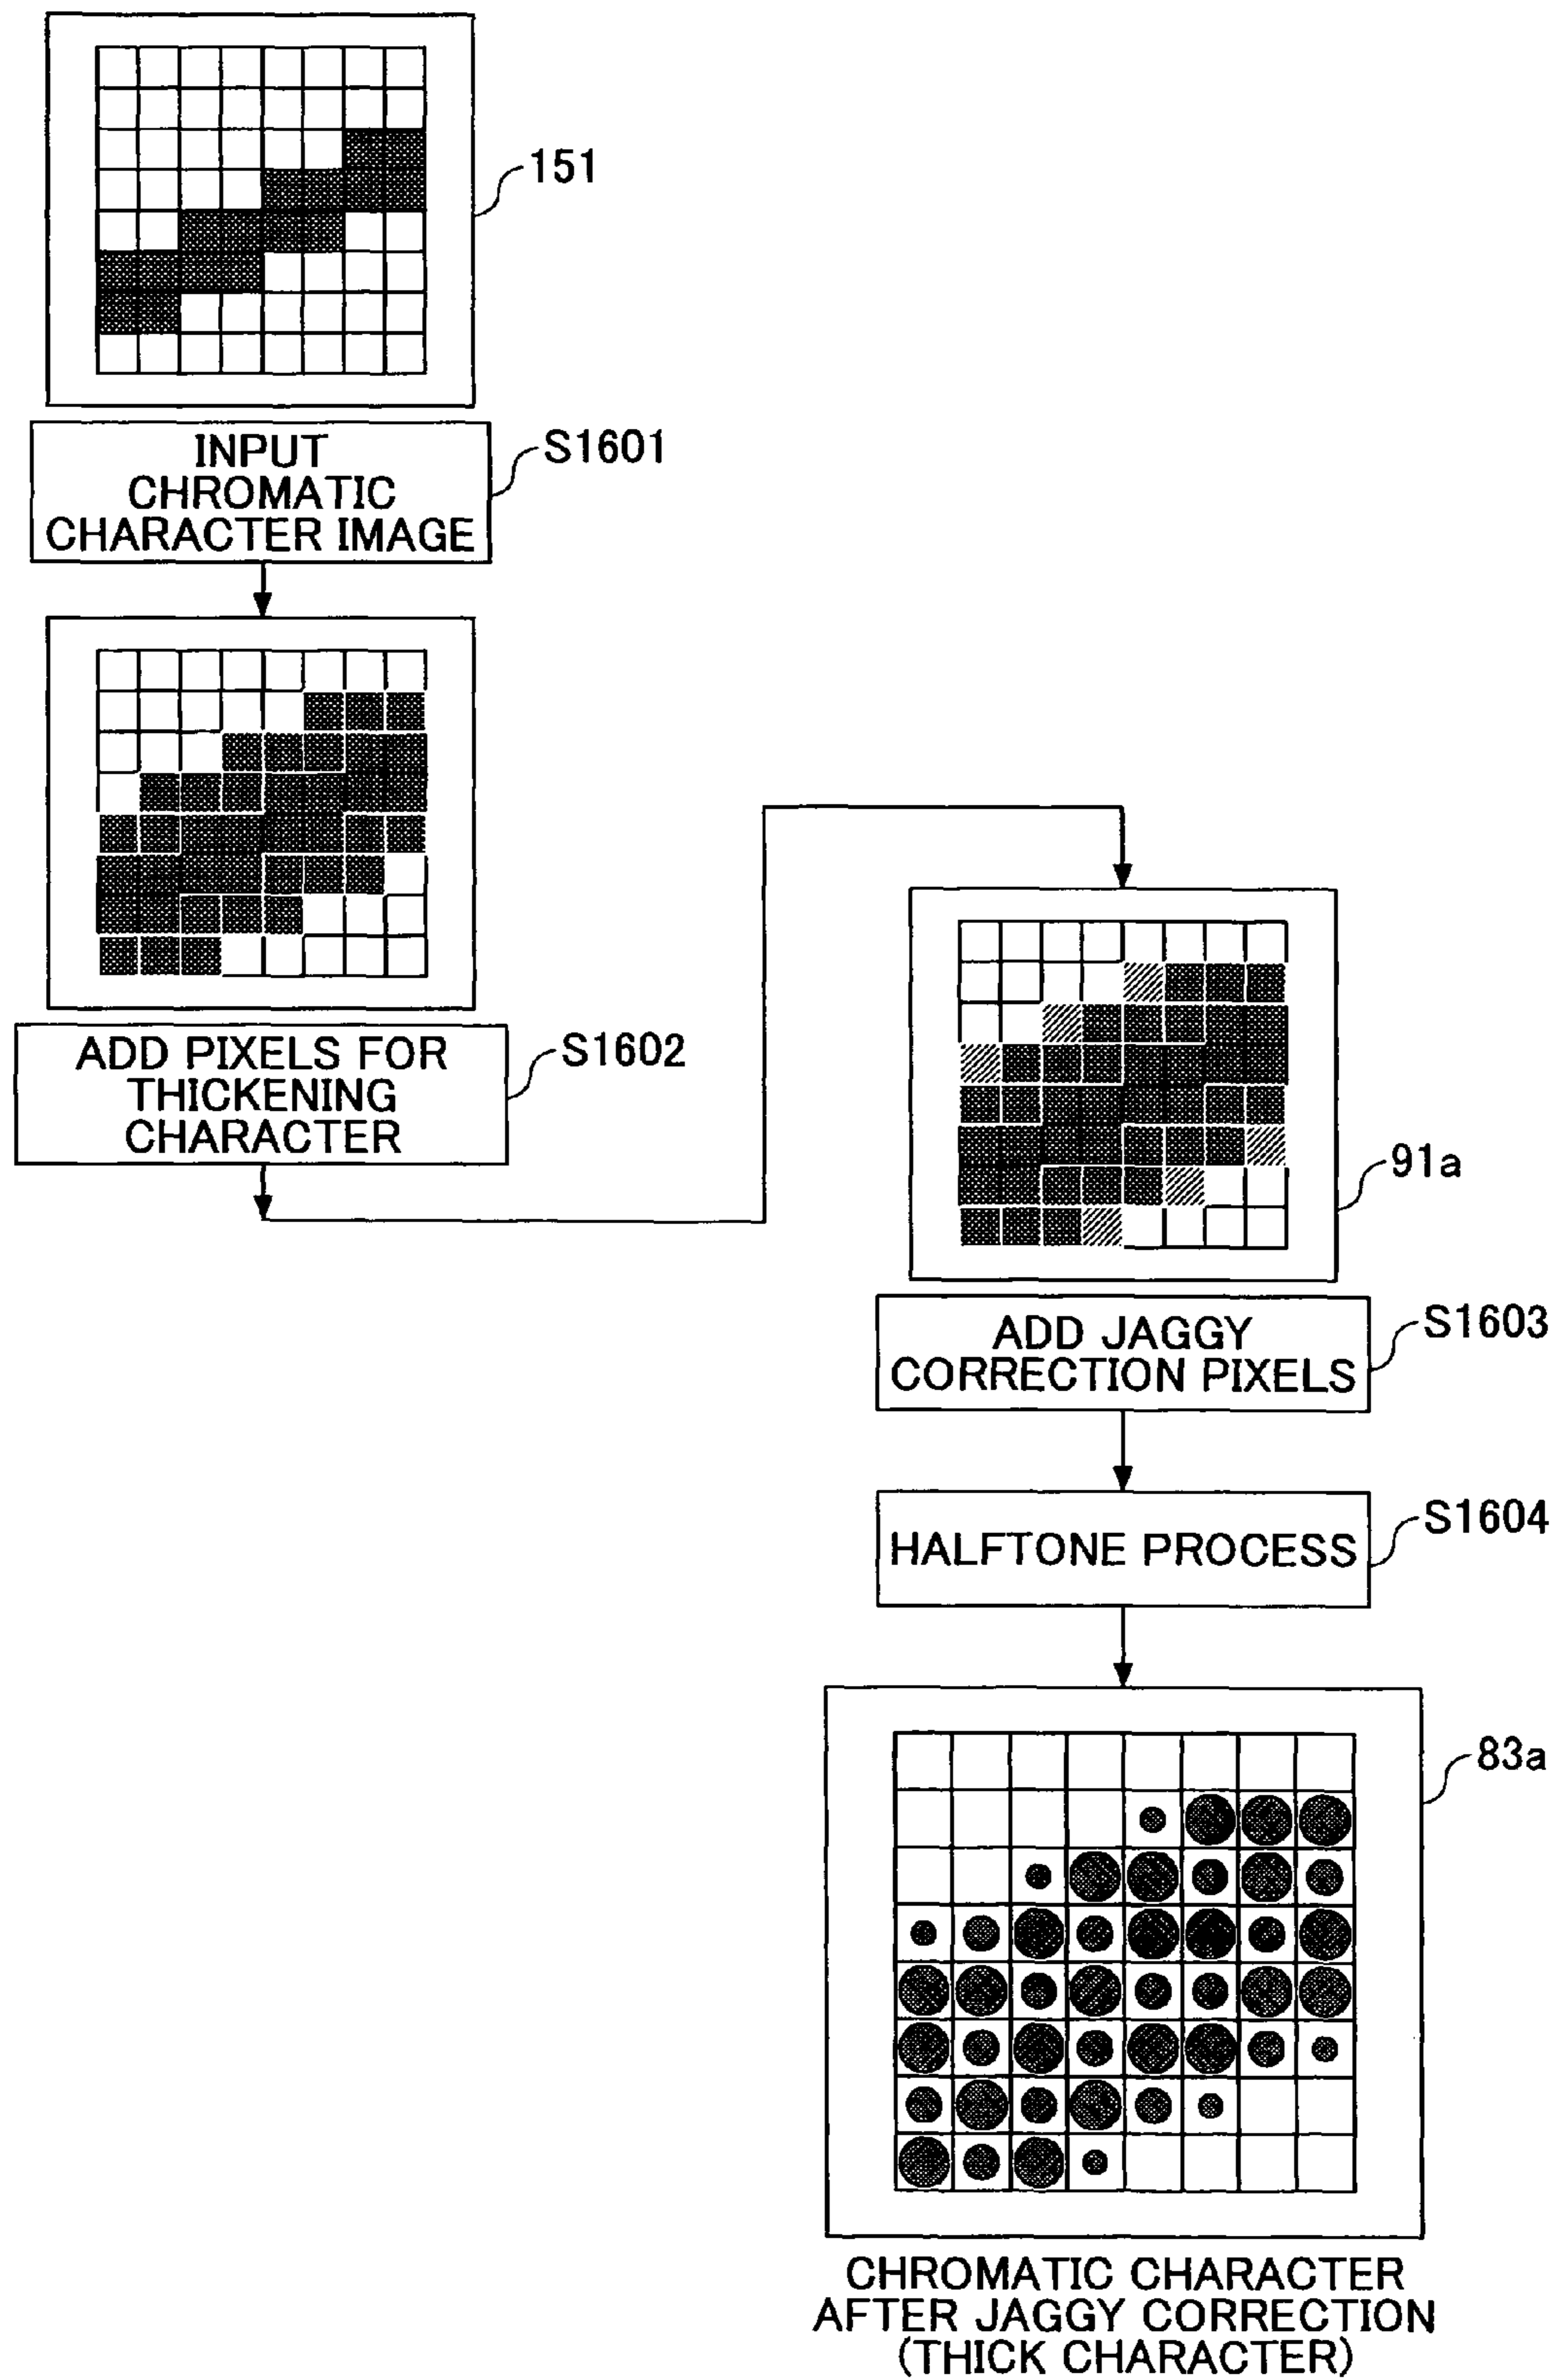 151
S1601
INPUT
CHROMATIC
CHARACTER IMAGE
S1602
ADD PIXELS FOR
THICKENING
CHARACTER
91a
S1603
ADD JAGGY
CORRECTION PIXELS
S1604
HALFTONE PROCESS
83a
CHROMATIC CHARACTER
AFTER JAGGY CORRECTION
(THICK CHARACTER)